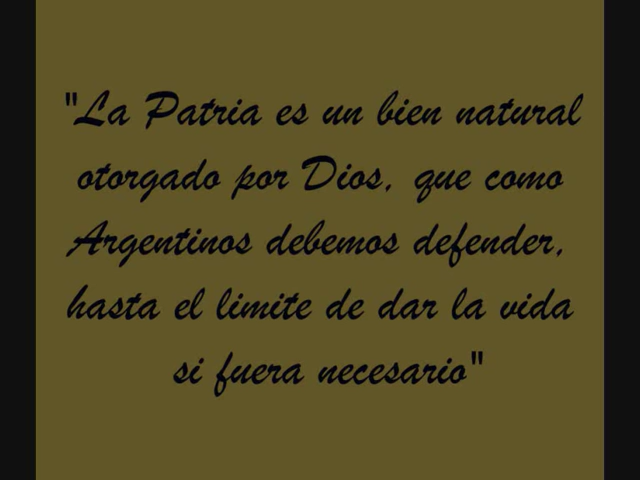 "La Patria es un bien natural
otorgado por Dios, que como
Argentinos debemos defender,
hasta el limite de dar la vida
si fuera necesario"